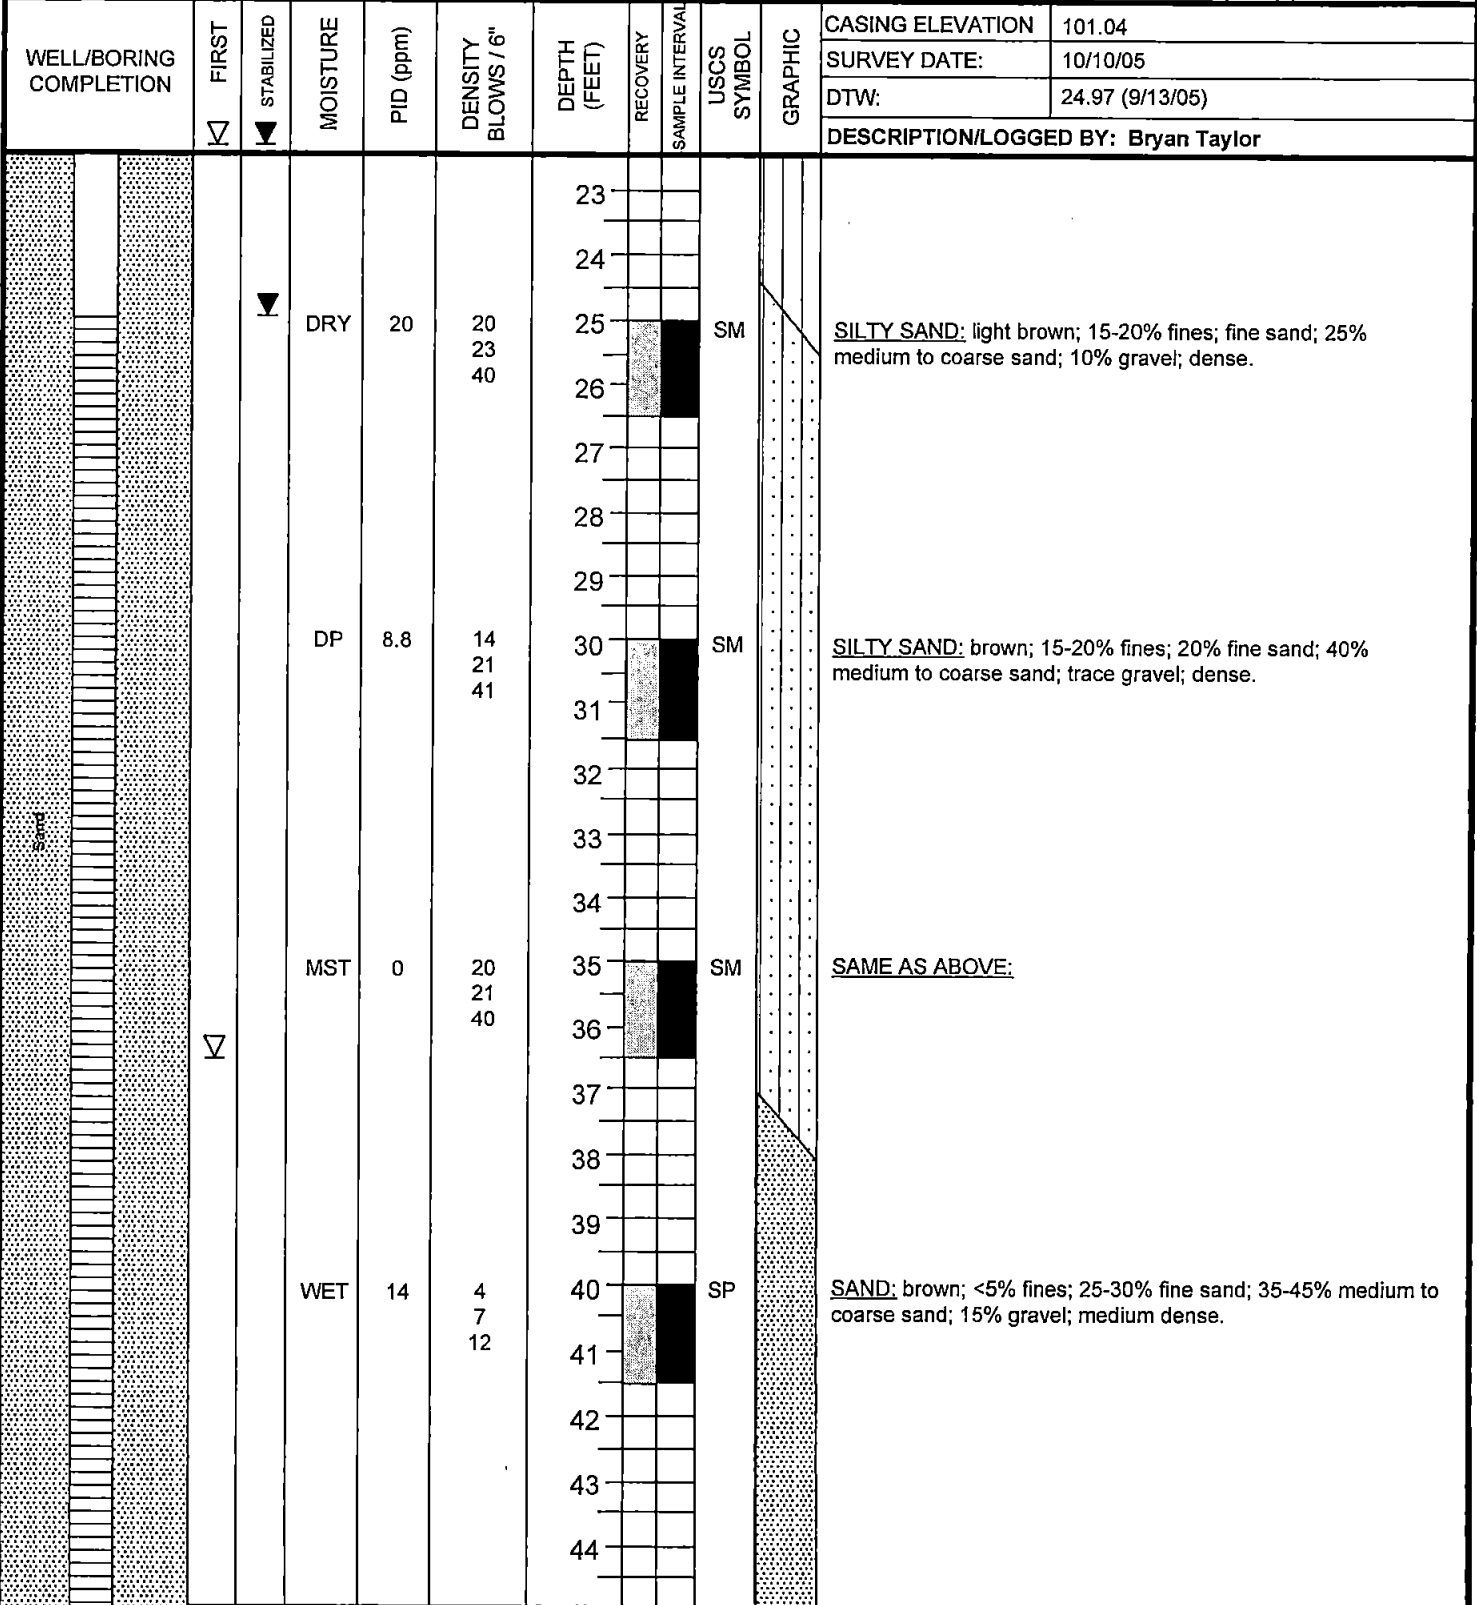 WELL/BORING
COMPLETION
FIRST
STABILIZED
MOISTURE
PID (ppm)
DENSITY
BLOWS / 6"
DEPTH
(FEET)
RECOVERY
SAMPLE INTERVAL
USCS
SYMBOL
GRAPHIC
CASING ELEVATION 101.04
SURVEY DATE: 10/10/05
DTW: 24.97 (9/13/05)
DESCRIPTION/LOGGED BY: Bryan Taylor
23
24
DRY 20 20 25 SM SILTY SAND: light brown; 15-20% fines; fine sand; 25%
23 medium to coarse sand; 10% gravel; dense.
40 26
27
28
29
DP 8.8 14 30 SM SILTY SAND: brown; 15-20% fines; 20% fine sand; 40%
21 medium to coarse sand; trace gravel; dense.
41 31
32
Sand 33
34
MST 0 20 35 SM SAME AS ABOVE:
21
40 36
37
38
39
WET 14 4 40 SP SAND: brown; <5% fines; 25-30% fine sand; 35-45% medium to
7 coarse sand; 15% gravel; medium dense.
12 41
42
43
44